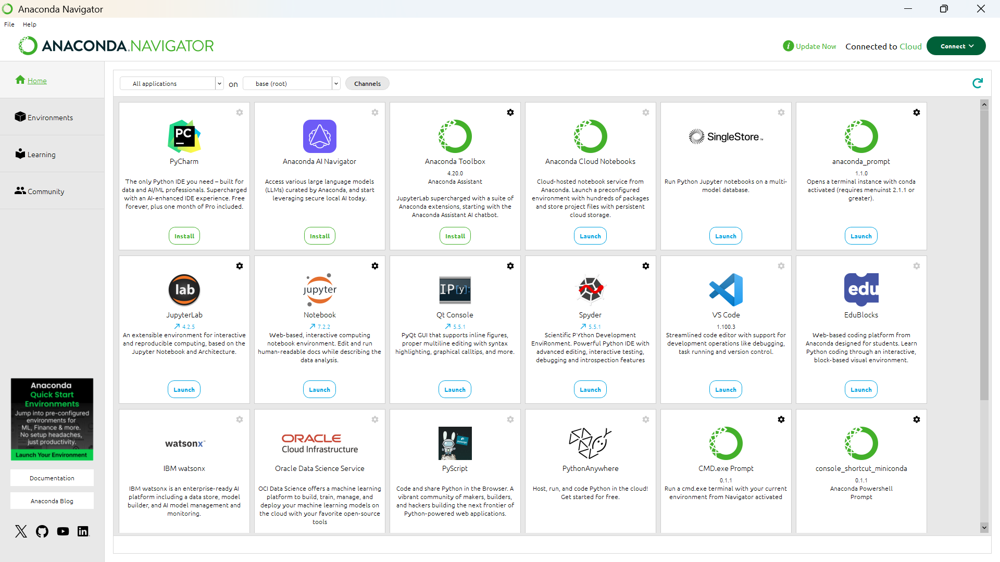 Anaconda Navigator
File Help
ANACONDA.NAVIGATOR
Update Now
Connected to Cloud
Connect
Home
Environments
Learning
Community
Anaconda
Quick Start
Environments
Jump into pre-configured
environments for
ML, Finance & more.
No setup headaches,
just productivity.
Launch Your Environment
Documentation
Anaconda Blog
All applications
on
base (root)
Channels
PC
PyCharm
The only Python IDE you need – built for
data and AI/ML professionals. Supercharged
with an AI-enhanced IDE experience. Free
forever, plus one month of Pro included.
Install
Anaconda AI Navigator
Access various large language models
(LLMs) curated by Anaconda, and start
leveraging secure local AI today.
Install
Anaconda Toolbox
4.20.0
Anaconda Assistant
JupyterLab supercharged with a suite of
Anaconda extensions, starting with the
Anaconda Assistant AI chatbot.
Install
Anaconda Cloud Notebooks
Cloud-hosted notebook service from
Anaconda. Launch a preconfigured
environment with hundreds of packages
and store project files with persistent
cloud storage.
Launch
SingleStore™
Run Python Jupyter notebooks on a multi-
model database.
Launch
anaconda_prompt
1.1.0
Opens a terminal instance with conda
activated (requires menuinst 2.1.1 or
greater).
Launch
lab
JupyterLab
4.2.5
An extensible environment for interactive
and reproducible computing, based on the
Jupyter Notebook and Architecture.
Launch
jupyter
Notebook
7.2.2
Web-based, interactive computing
notebook environment. Edit and run
human-readable docs while describing the
data analysis.
Launch
IP[y]:
Qt Console
5.5.1
PyQt GUI that supports inline figures,
proper multiline editing with syntax
highlighting, graphical calltips, and more.
Launch
Spyder
5.5.1
Scientific PYthon Development
EnviRonment. Powerful Python IDE with
advanced editing, interactive testing,
debugging and introspection features
Launch
VS Code
1.100.3
Streamlined code editor with support for
development operations like debugging,
task running and version control.
Launch
edu
EduBlocks
Web-based coding platform from
Anaconda designed for students. Learn
Python coding through an interactive,
block-based visual environment.
Launch
watsonx™
IBM watsonx
IBM watsonx is an enterprise-ready AI
platform including a data store, model
builder, and AI model management and
monitoring.
ORACLE
Cloud Infrastructure
Oracle Data Science Service
OCI Data Science offers a machine learning
platform to build, train, manage, and
deploy your machine learning models on
the cloud with your favorite open-source
tools
PyScript
Code and share Python in the Browser. A
vibrant community of makers, builders,
and hackers building the next frontier of
Python-powered web applications.
PythonAnywhere
Host, run, and code Python in the cloud!
Get started for free.
CMD.exe Prompt
0.1.1
Run a cmd.exe terminal with your current
environment from Navigator activated
console_shortcut_miniconda
0.1.1
Anaconda Powershell
Prompt